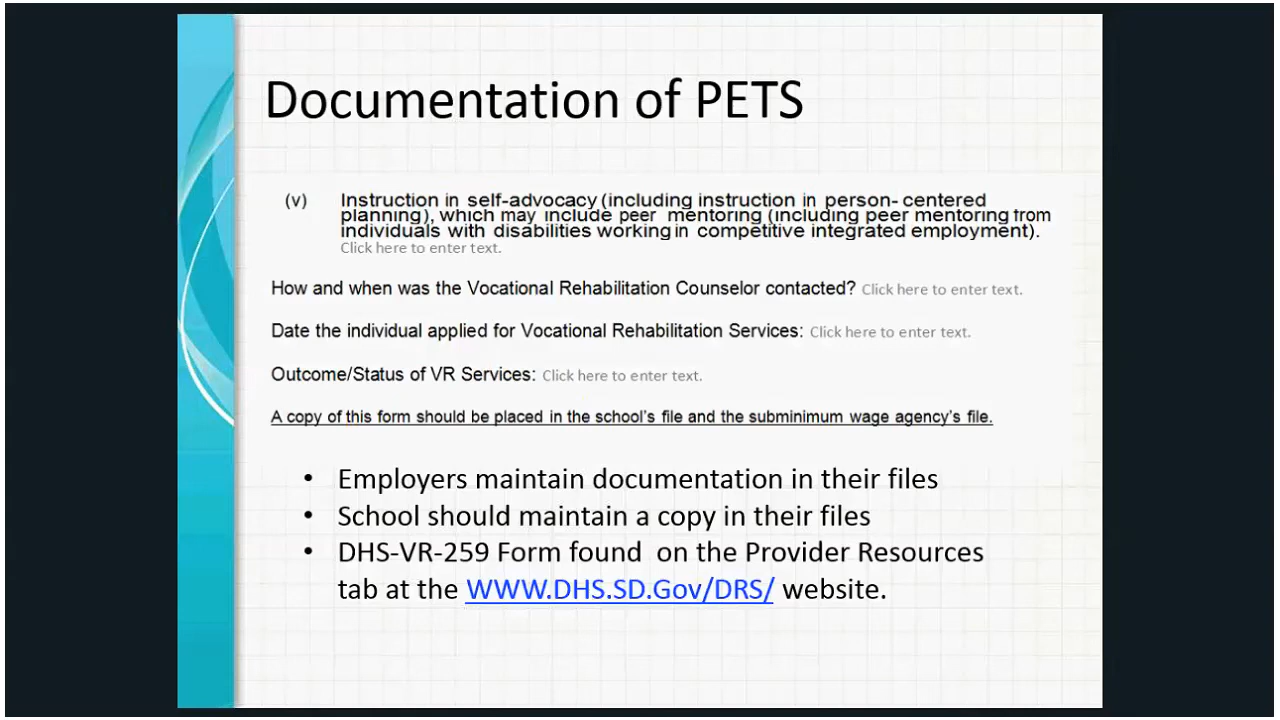 Documentation of PETS
(v) Instruction in self-advocacy (including instruction in person- centered
planning), which may include peer mentoring (including peer mentoring from
individuals with disabilities working in competitive integrated employment).
Click here to enter text.
How and when was the Vocational Rehabilitation Counselor contacted? Click here to enter text.
Date the individual applied for Vocational Rehabilitation Services: Click here to enter text.
Outcome/Status of VR Services: Click here to enter text.
A copy of this form should be placed in the school's file and the subminimum wage agency's file.
• Employers maintain documentation in their files
• School should maintain a copy in their files
• DHS-VR-259 Form found on the Provider Resources
tab at the WWW.DHS.SD.Gov/DRS/ website.